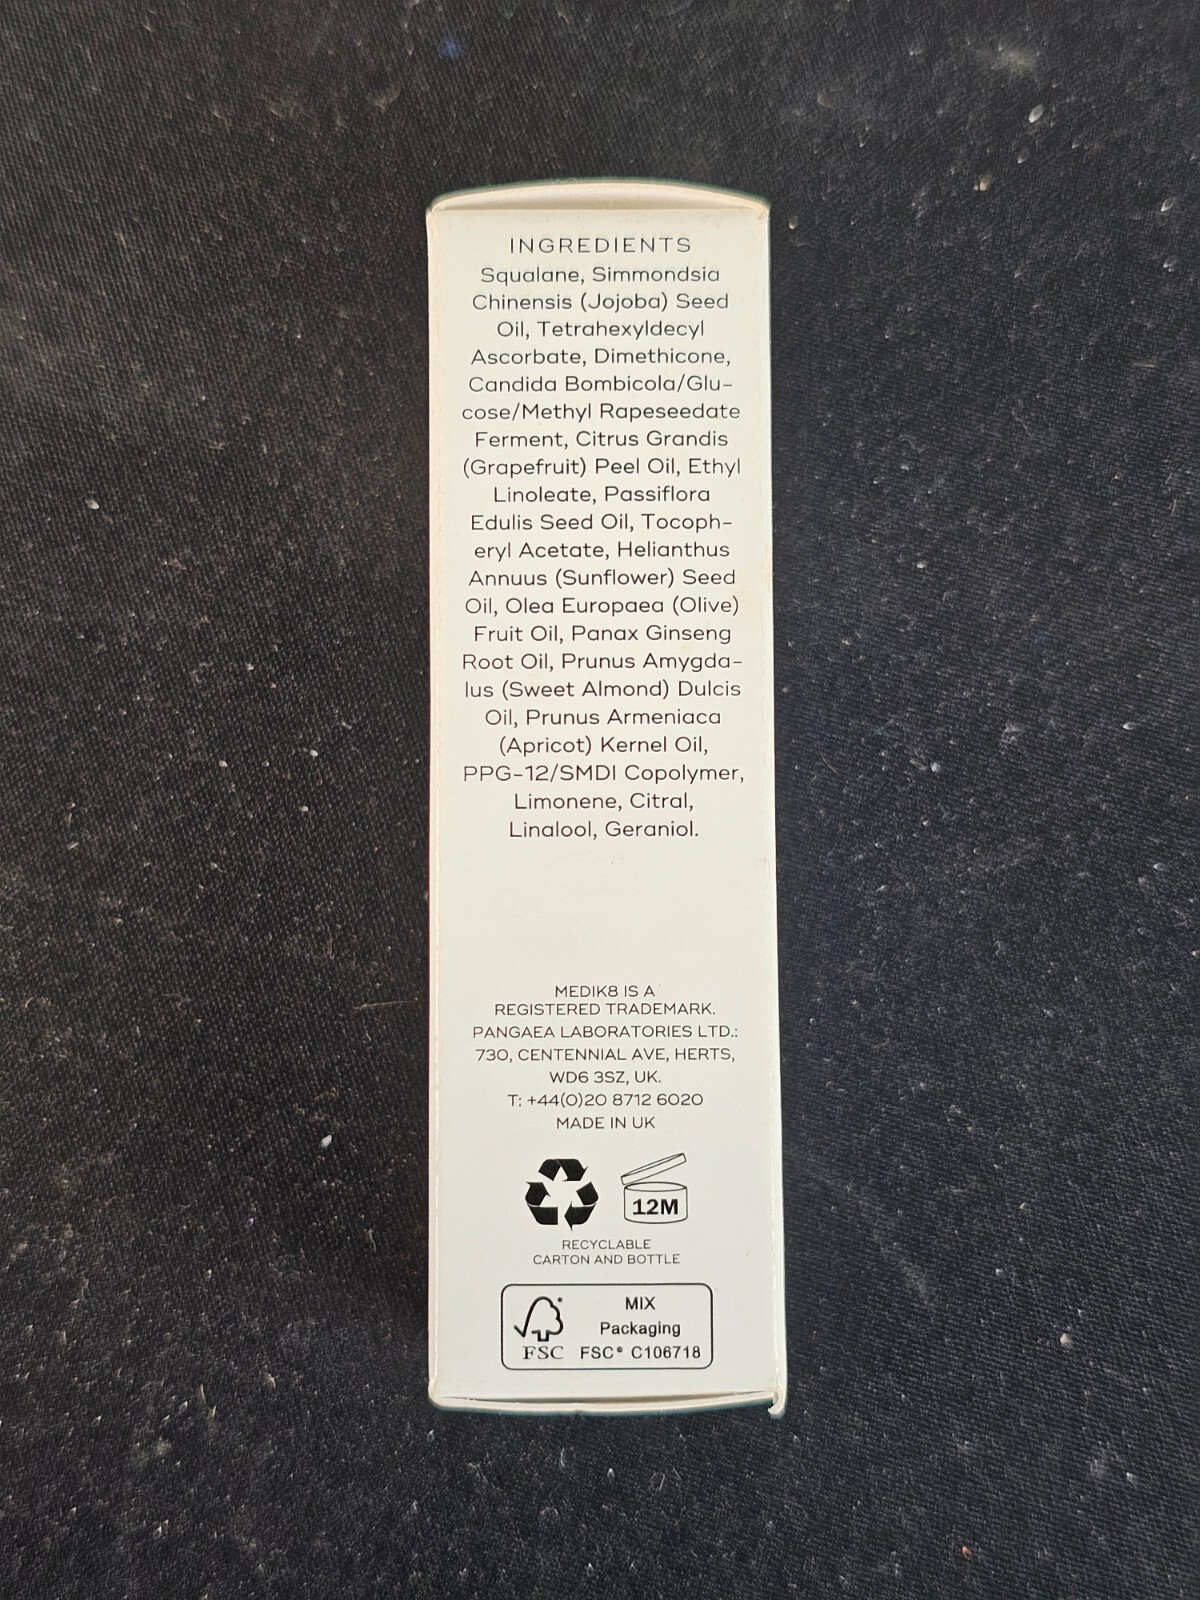 INGREDIENTS
Squalane, Simmondsia
Chinensis (Jojoba) Seed
Oil, Tetrahexyldecyl
Ascorbate, Dimethicone,
Candida Bombicola/Glu-
cose/Methyl Rapeseedate
Ferment, Citrus Grandis
(Grapefruit) Peel Oil, Ethyl
Linoleate, Passiflora
Edulis Seed Oil, Tocoph-
eryl Acetate, Helianthus
Annuus (Sunflower) Seed
Oil, Olea Europaea (Olive)
Fruit Oil, Panax Ginseng
Root Oil, Prunus Amygda-
lus (Sweet Almond) Dulcis
Oil, Prunus Armeniaca
(Apricot) Kernel Oil,
PPG-12/SMDI Copolymer,
Limonene, Citral,
Linalool, Geraniol.
MEDIK8 IS A
REGISTERED TRADEMARK.
PANGAEA LABORATORIES LTD.:
730, CENTENNIAL AVE, HERTS,
WD6 3SZ, UK.
T: +44(0)20 8712 6020
MADE IN UK
12M
RECYCLABLE
CARTON AND BOTTLE
MIX
Packaging
FSC FSC® C106718